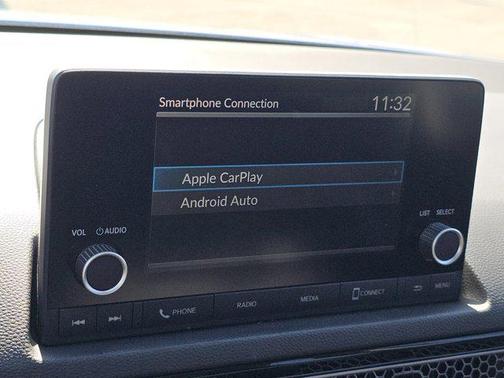 Smartphone Connection 11:32
Apple CarPlay
Android Auto
VOL AUDIO
LIST SELECT
PHONE RADIO MEDIA CONNECT MENU